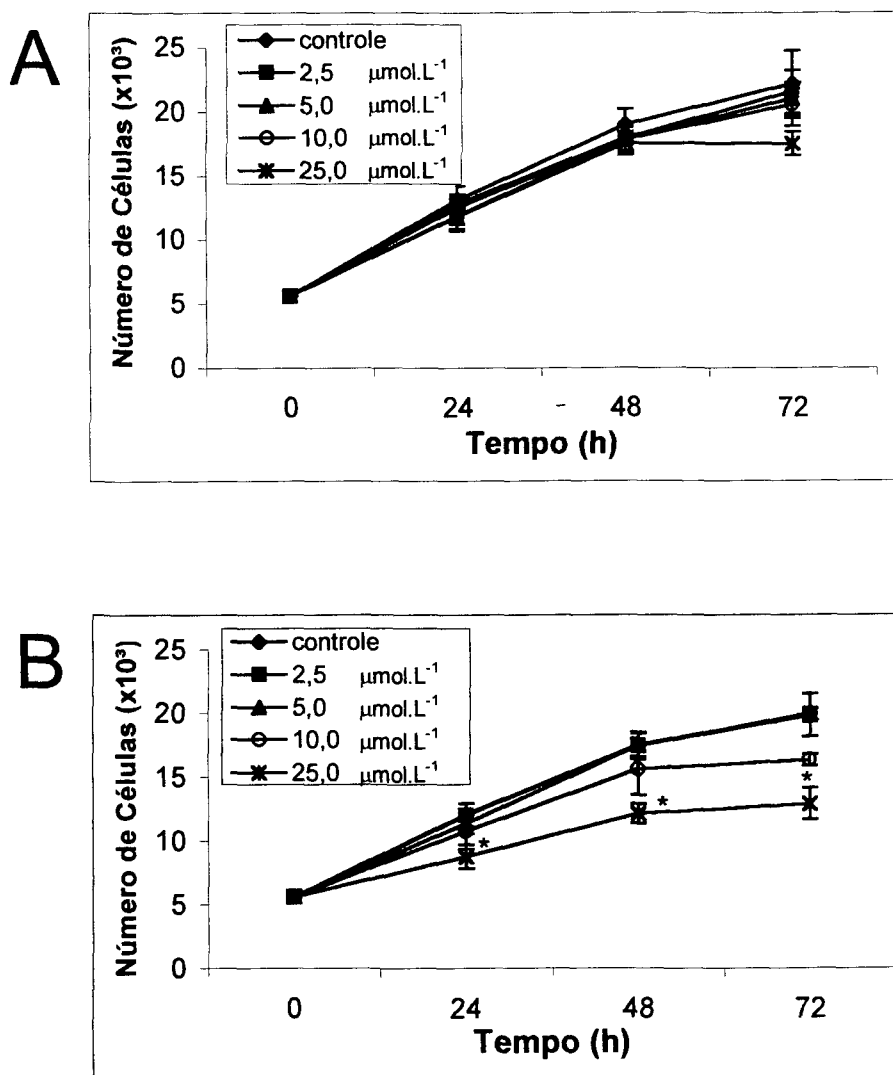 A
Número de Células (x10³)
25
20
15
10
5
0
controle
2,5 μmol.L⁻¹
5,0 μmol.L⁻¹
10,0 μmol.L⁻¹
25,0 μmol.L⁻¹
0 24 48 72
Tempo (h)
B
Número de Células (x10³)
25
20
15
10
5
0
controle
2,5 μmol.L⁻¹
5,0 μmol.L⁻¹
10,0 μmol.L⁻¹
25,0 μmol.L⁻¹
*
*
*
0 24 48 72
Tempo (h)